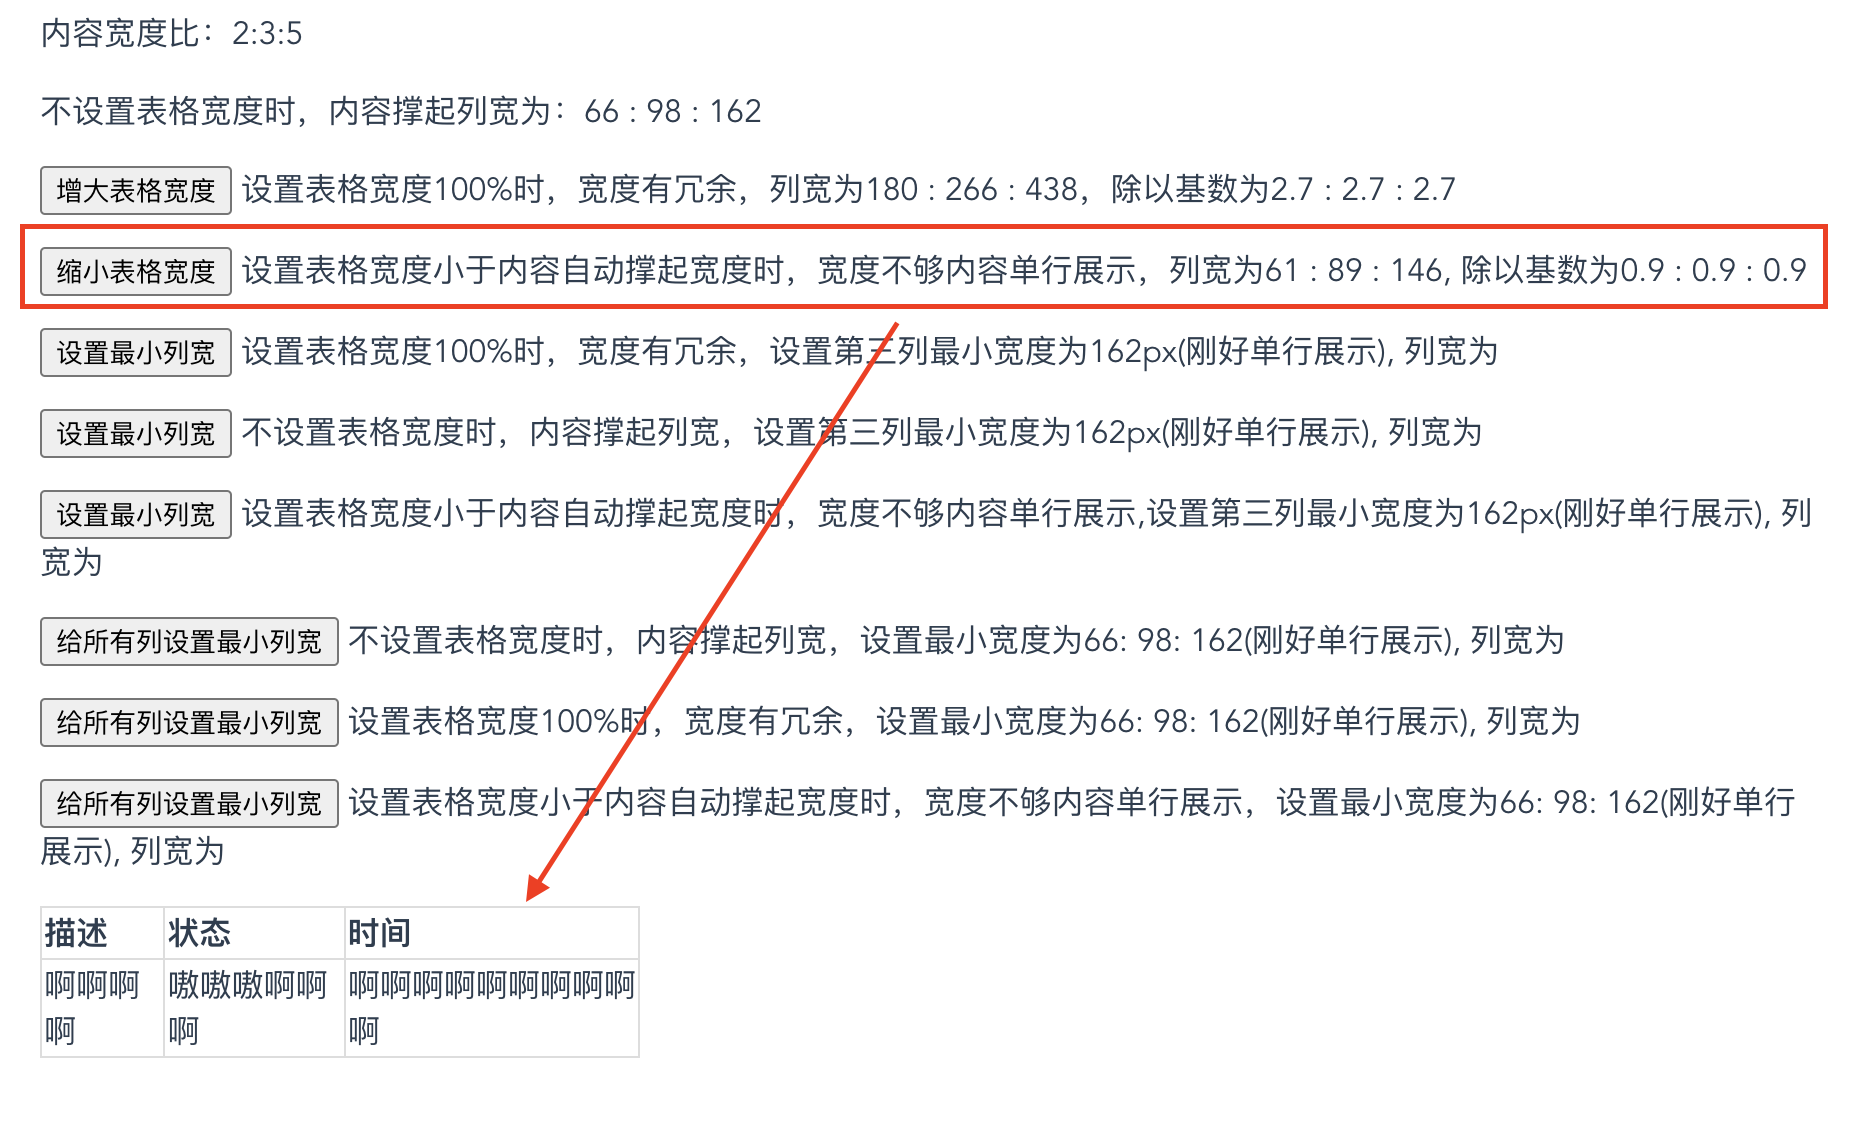 内容宽度比：2:3:5
不设置表格宽度时，内容撑起列宽为：66 : 98 : 162
增大表格宽度 设置表格宽度100%时，宽度有冗余，列宽为180 : 266 : 438，除以基数为2.7 : 2.7 : 2.7
缩小表格宽度 设置表格宽度小于内容自动撑起宽度时，宽度不够内容单行展示，列宽为61 : 89 : 146, 除以基数为0.9 : 0.9 : 0.9
设置最小列宽 设置表格宽度100%时，宽度有冗余，设置第三列最小宽度为162px(刚好单行展示), 列宽为
设置最小列宽 不设置表格宽度时，内容撑起列宽，设置第三列最小宽度为162px(刚好单行展示), 列宽为
设置最小列宽 设置表格宽度小于内容自动撑起宽度时，宽度不够内容单行展示,设置第三列最小宽度为162px(刚好单行展示), 列
宽为
给所有列设置最小列宽 不设置表格宽度时，内容撑起列宽，设置最小宽度为66: 98: 162(刚好单行展示), 列宽为
给所有列设置最小列宽 设置表格宽度100%时，宽度有冗余，设置最小宽度为66: 98: 162(刚好单行展示), 列宽为
给所有列设置最小列宽 设置表格宽度小于内容自动撑起宽度时，宽度不够内容单行展示，设置最小宽度为66: 98: 162(刚好单行
展示), 列宽为
描述 状态 时间
啊啊啊 嗷嗷嗷啊啊 啊啊啊啊啊啊啊啊啊
啊 啊 啊